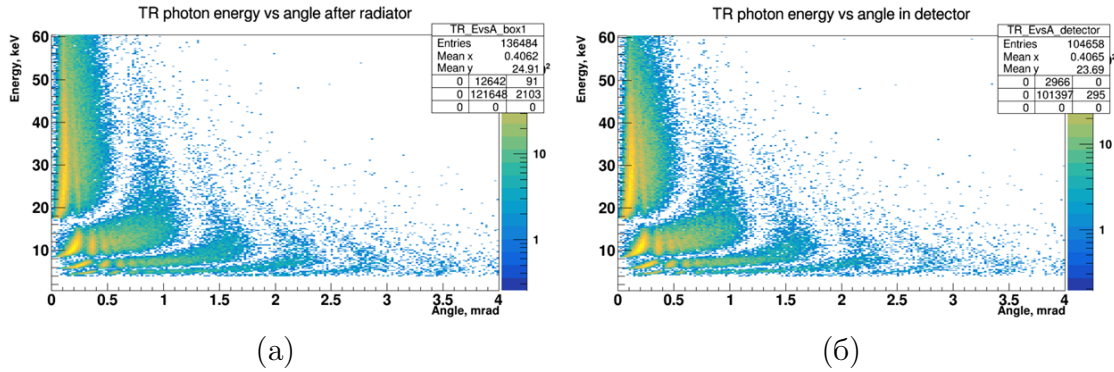 TR photon energy vs angle after radiator
TR_EvsA_box1
Entries 136484
Mean x 0.4062
Mean y 24.91
0 12642 91
0 121648 2103
0 0 0
Energy, keV
60
50
40
30
20
10
0 0.5 1 1.5 2 2.5 3 3.5 4
Angle, mrad
10
1
(а)
TR photon energy vs angle in detector
TR_EvsA_detector
Entries 104658
Mean x 0.4065
Mean y 23.69
0 2966 0
0 101397 295
0 0 0
Energy, keV
60
50
40
30
20
10
0 0.5 1 1.5 2 2.5 3 3.5 4
Angle, mrad
10
1
(б)